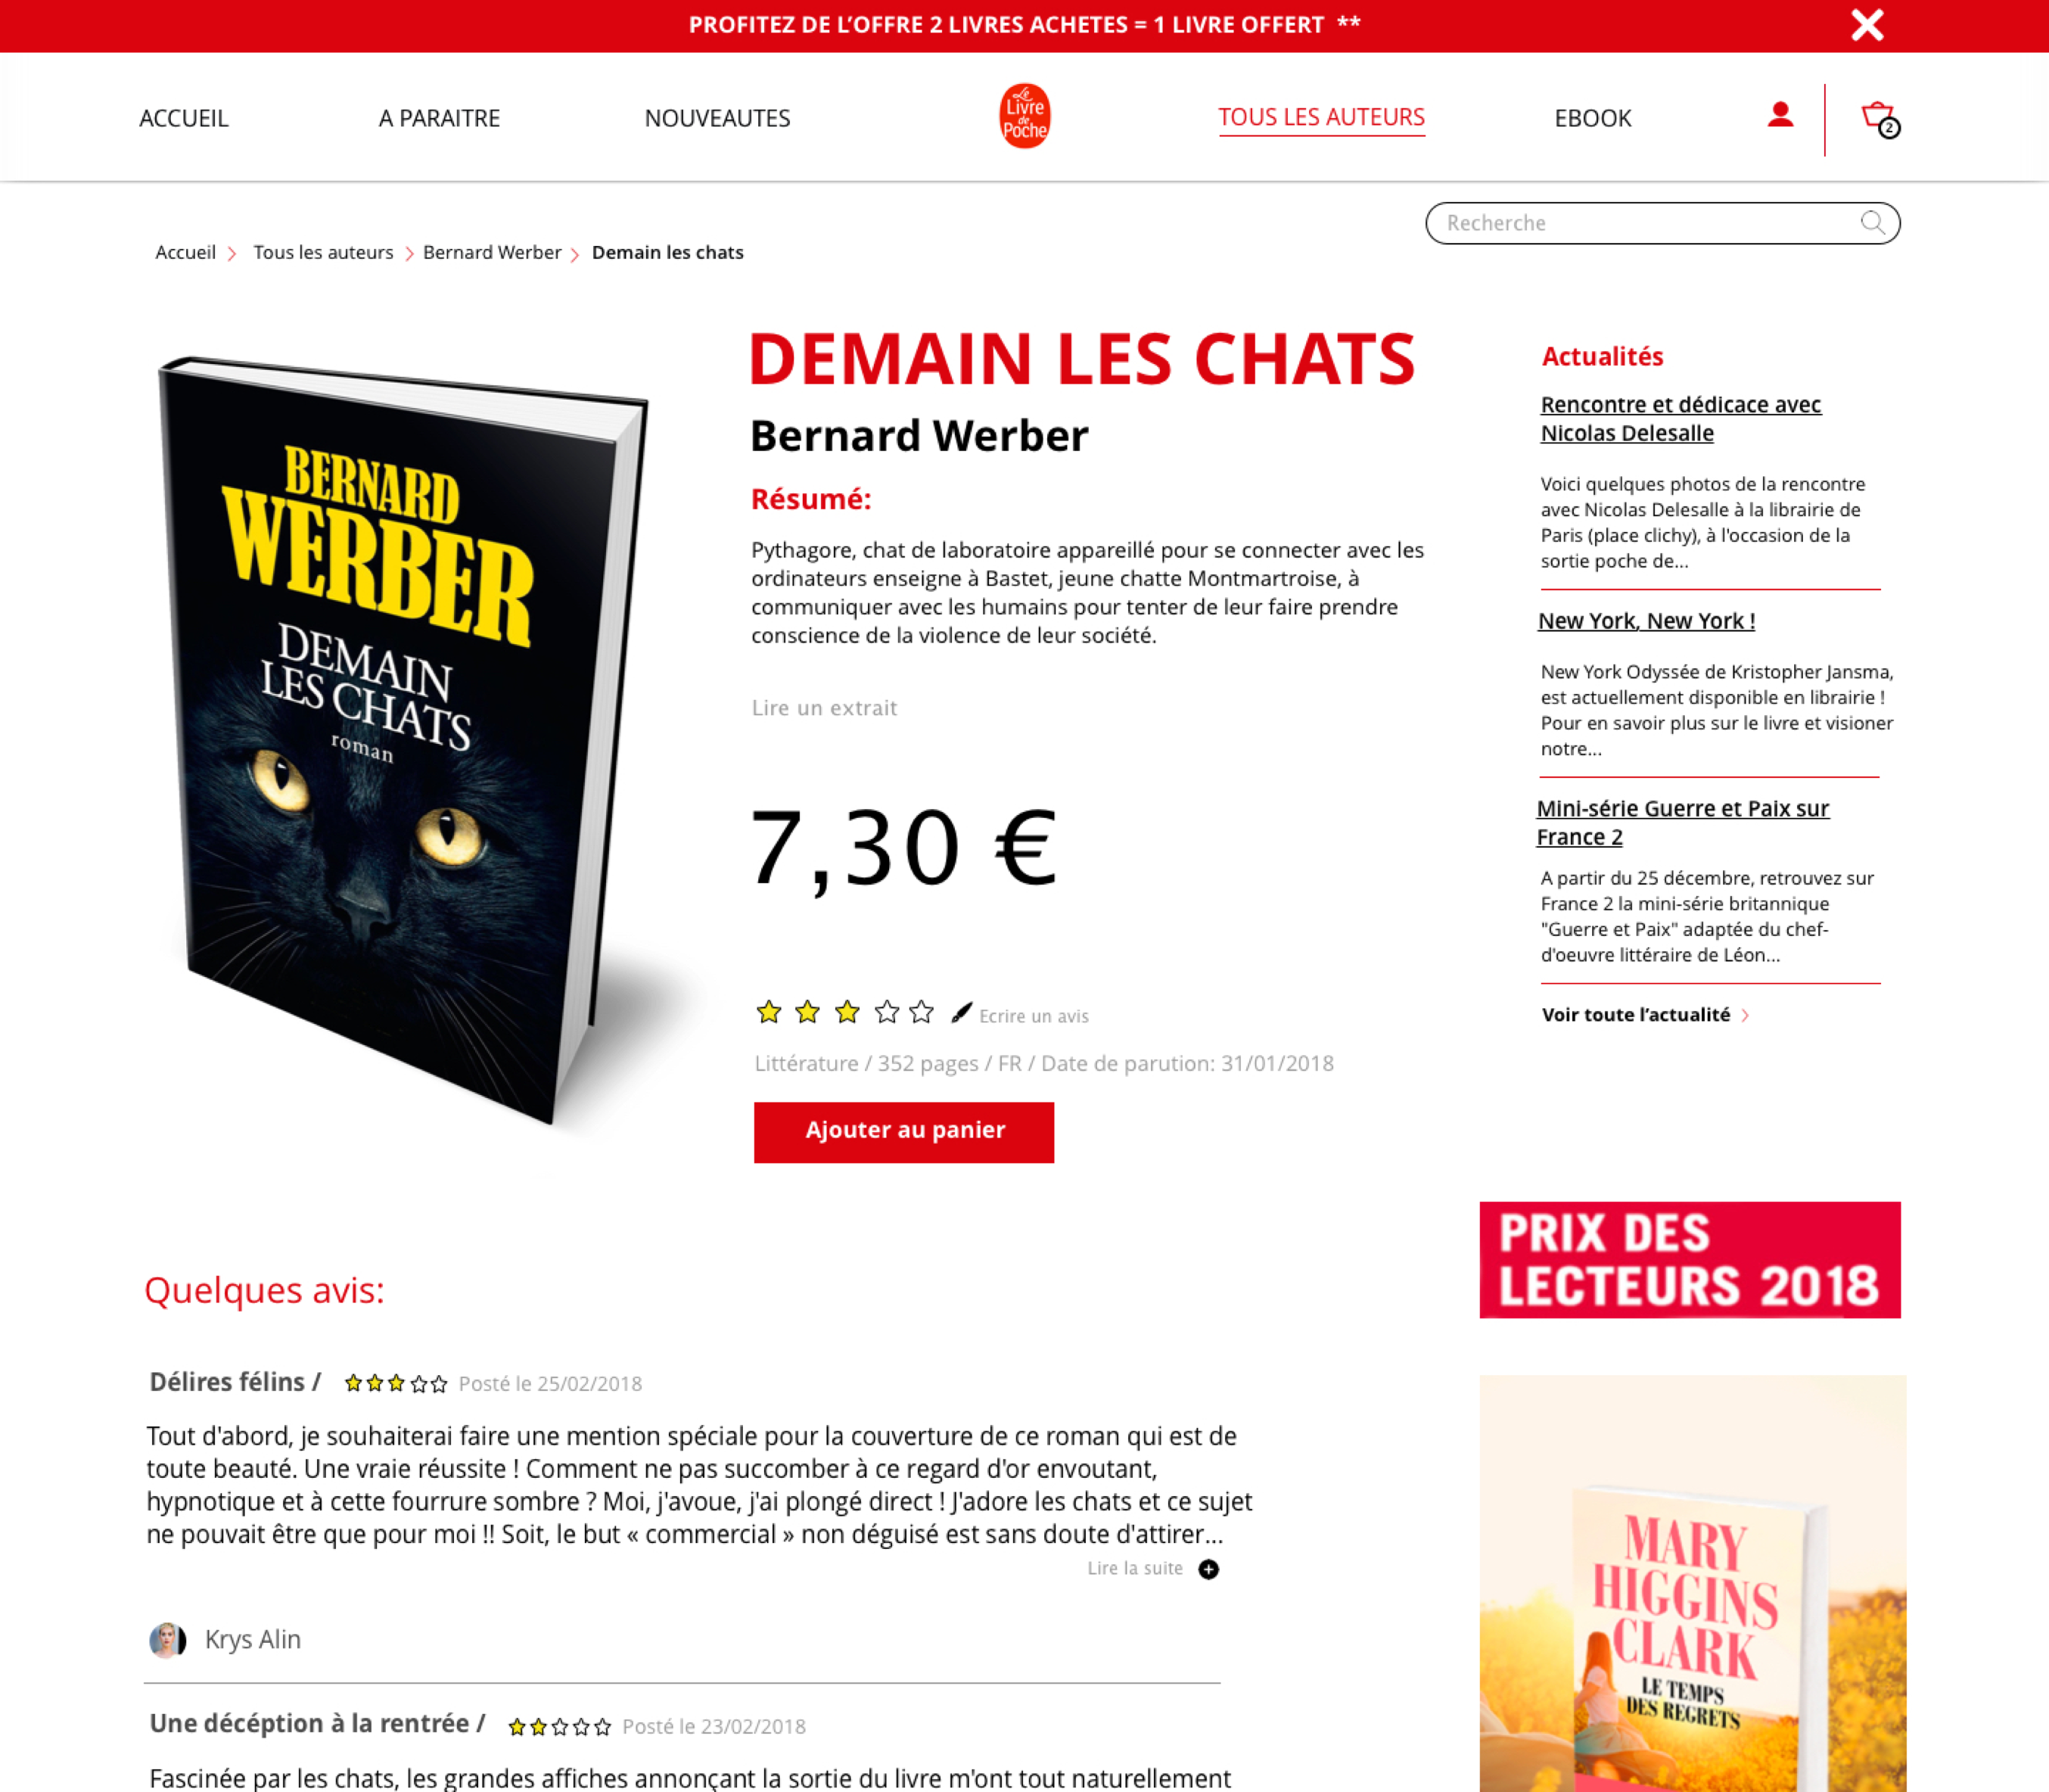 PROFITEZ DE L’OFFRE 2 LIVRES ACHETES = 1 LIVRE OFFERT **
ACCUEIL
A PARAITRE
NOUVEAUTES
Le
Livre
de
Poche
TOUS LES AUTEURS
EBOOK
2
Recherche
Accueil > Tous les auteurs > Bernard Werber > Demain les chats
BERNARD
WERBER
DEMAIN
LES CHATS
roman
DEMAIN LES CHATS
Bernard Werber
Résumé:
Pythagore, chat de laboratoire appareillé pour se connecter avec les
ordinateurs enseigne à Bastet, jeune chatte Montmartroise, à
communiquer avec les humains pour tenter de leur faire prendre
conscience de la violence de leur société.
Lire un extrait
7,30 €
Ecrire un avis
Littérature / 352 pages / FR / Date de parution: 31/01/2018
Ajouter au panier
Actualités
Rencontre et dédicace avec
Nicolas Delesalle
Voici quelques photos de la rencontre
avec Nicolas Delesalle à la librairie de
Paris (place clichy), à l'occasion de la
sortie poche de...
New York, New York !
New York Odyssée de Kristopher Jansma,
est actuellement disponible en librairie !
Pour en savoir plus sur le livre et visioner
notre...
Mini-série Guerre et Paix sur
France 2
A partir du 25 décembre, retrouvez sur
France 2 la mini-série britannique
"Guerre et Paix" adaptée du chef-
d'oeuvre littéraire de Léon...
Voir toute l’actualité >
PRIX DES
LECTEURS 2018
Quelques avis:
Délires félins / Posté le 25/02/2018
Tout d'abord, je souhaiterai faire une mention spéciale pour la couverture de ce roman qui est de
toute beauté. Une vraie réussite ! Comment ne pas succomber à ce regard d'or envoutant,
hypnotique et à cette fourrure sombre ? Moi, j'avoue, j'ai plongé direct ! J'adore les chats et ce sujet
ne pouvait être que pour moi !! Soit, le but « commercial » non déguisé est sans doute d'attirer...
Lire la suite
Krys Alin
Une décéption à la rentrée / Posté le 23/02/2018
Fascinée par les chats, les grandes affiches annonçant la sortie du livre m'ont tout naturellement
MARY
HIGGINS
CLARK
LE TEMPS
DES REGRETS